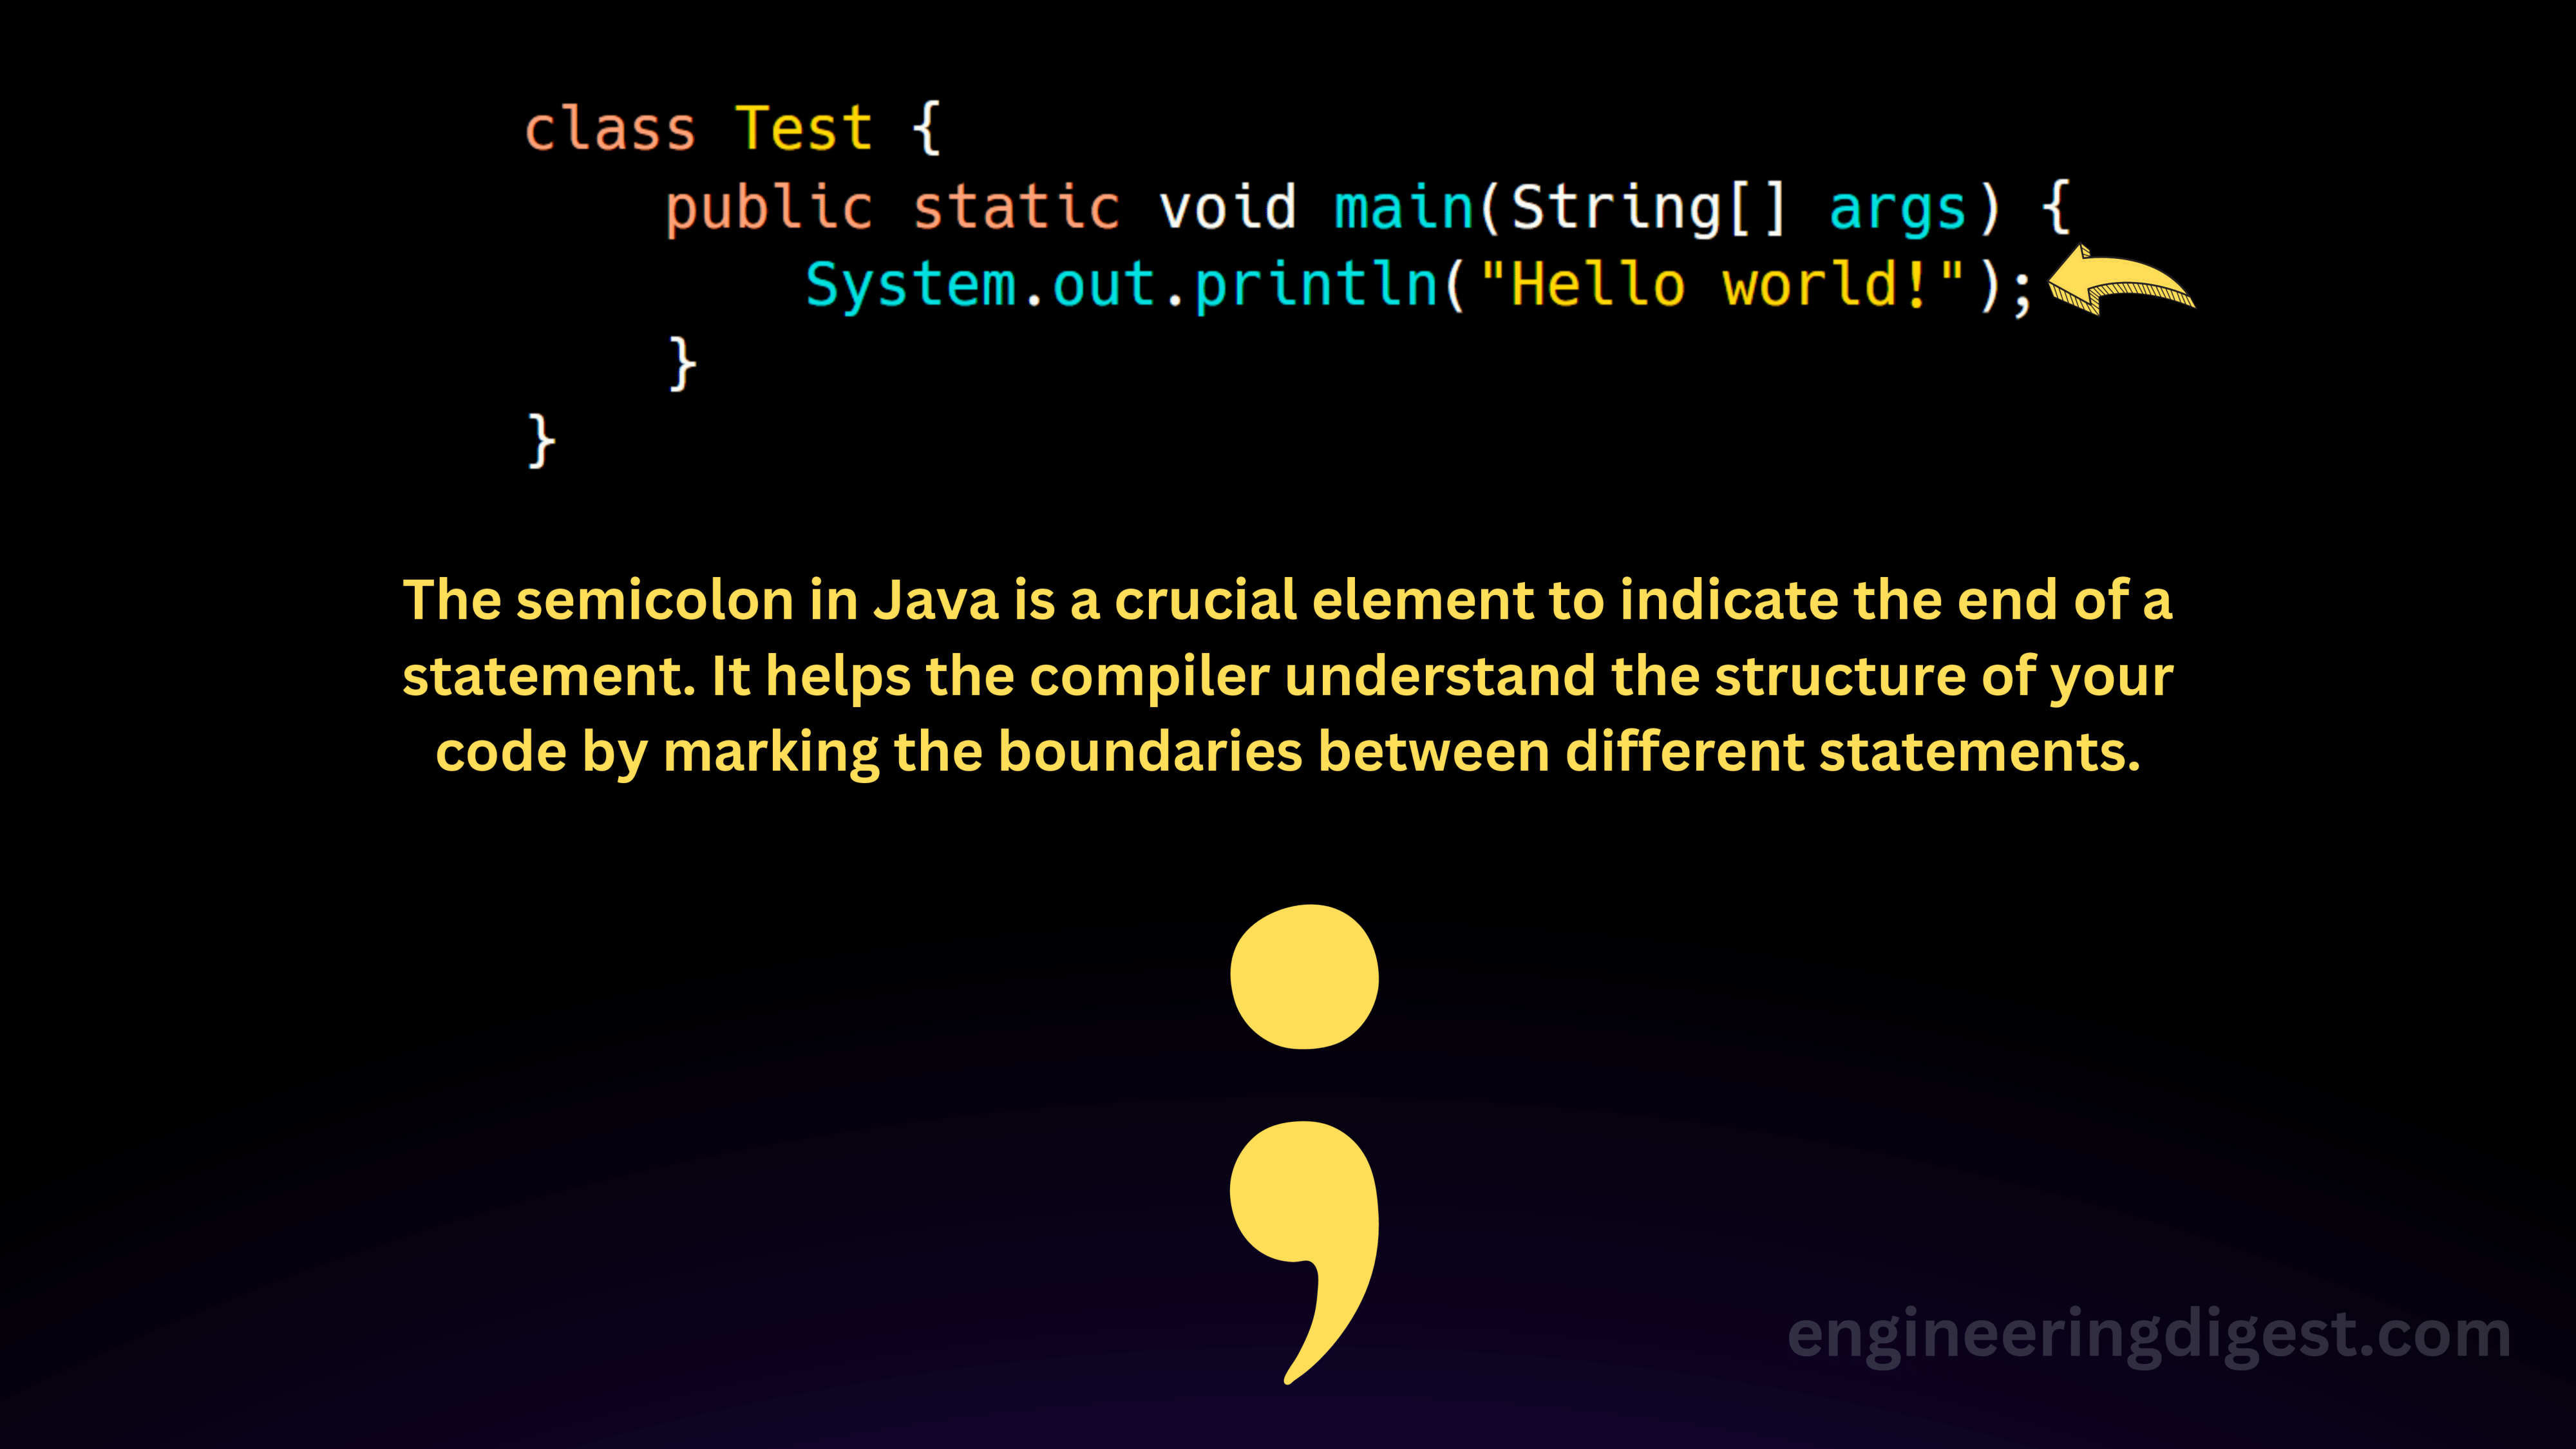 class Test {
    public static void main(String[] args) {
        System.out.println("Hello world!");
    }
}
The semicolon in Java is a crucial element to indicate the end of a
statement. It helps the compiler understand the structure of your
code by marking the boundaries between different statements.
;
engineeringdigest.com